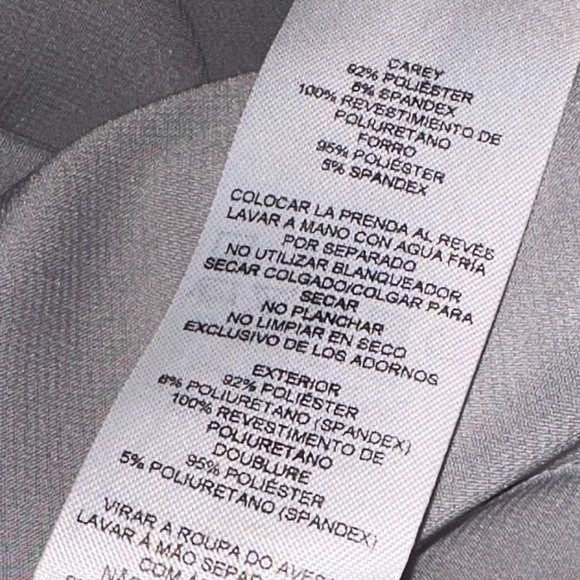 CAREY
92% POLIÉSTER
8% SPANDEX
100% REVESTIMIENTO DE
POLIURETANO
FORRO
95% POLIÉSTER
5% SPANDEX
COLOCAR LA PRENDA AL REVÉS
LAVAR A MANO CON AGUA FRÍA
POR SEPARADO
NO UTILIZAR BLANQUEADOR
SECAR COLGADO/COLGAR PARA
SECAR
NO PLANCHAR
NO LIMPIAR EN SECO
EXCLUSIVO DE LOS ADORNOS
EXTERIOR
92% POLIÉSTER
8% POLIURETANO (SPANDEX)
100% REVESTIMENTO DE
POLIURETANO
DOUBLURE
95% POLIÉSTER
5% POLIURETANO (SPANDEX)
VIRAR A ROUPA DO AVES
LAVAR À MÃO SEPAR
COM
NÃO